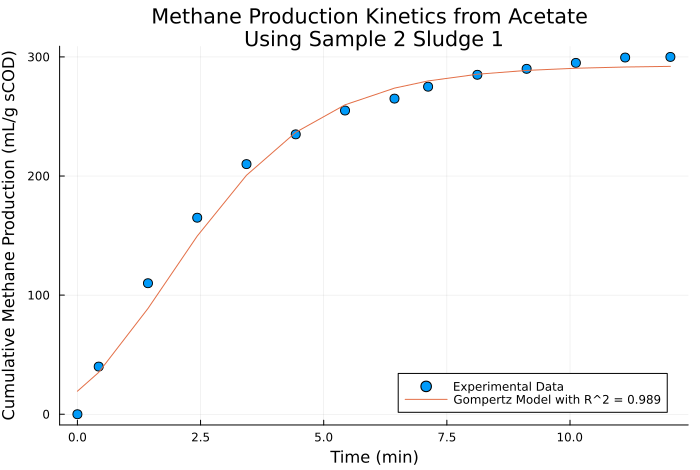 Methane Production Kinetics from Acetate
Using Sample 2 Sludge 1
Cumulative Methane Production (mL/g sCOD)
300
200
100
0
Experimental Data
Gompertz Model with R^2 = 0.989
0.0 2.5 5.0 7.5 10.0
Time (min)